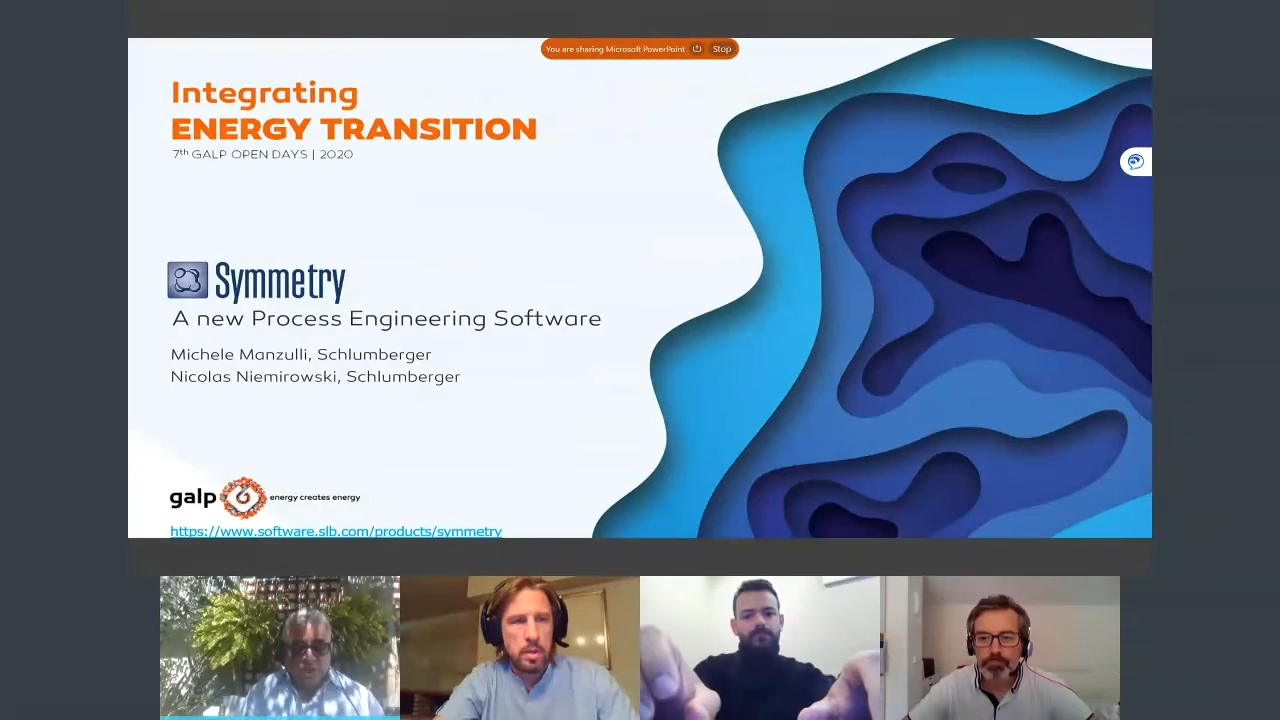 You are sharing Microsoft PowerPoint Stop
Integrating
ENERGY TRANSITION
7th GALP OPEN DAYS | 2020
Symmetry
A new Process Engineering Software
Michele Manzulli, Schlumberger
Nicolas Niemirowski, Schlumberger
galp energy creates energy
https://www.software.slb.com/products/symmetry